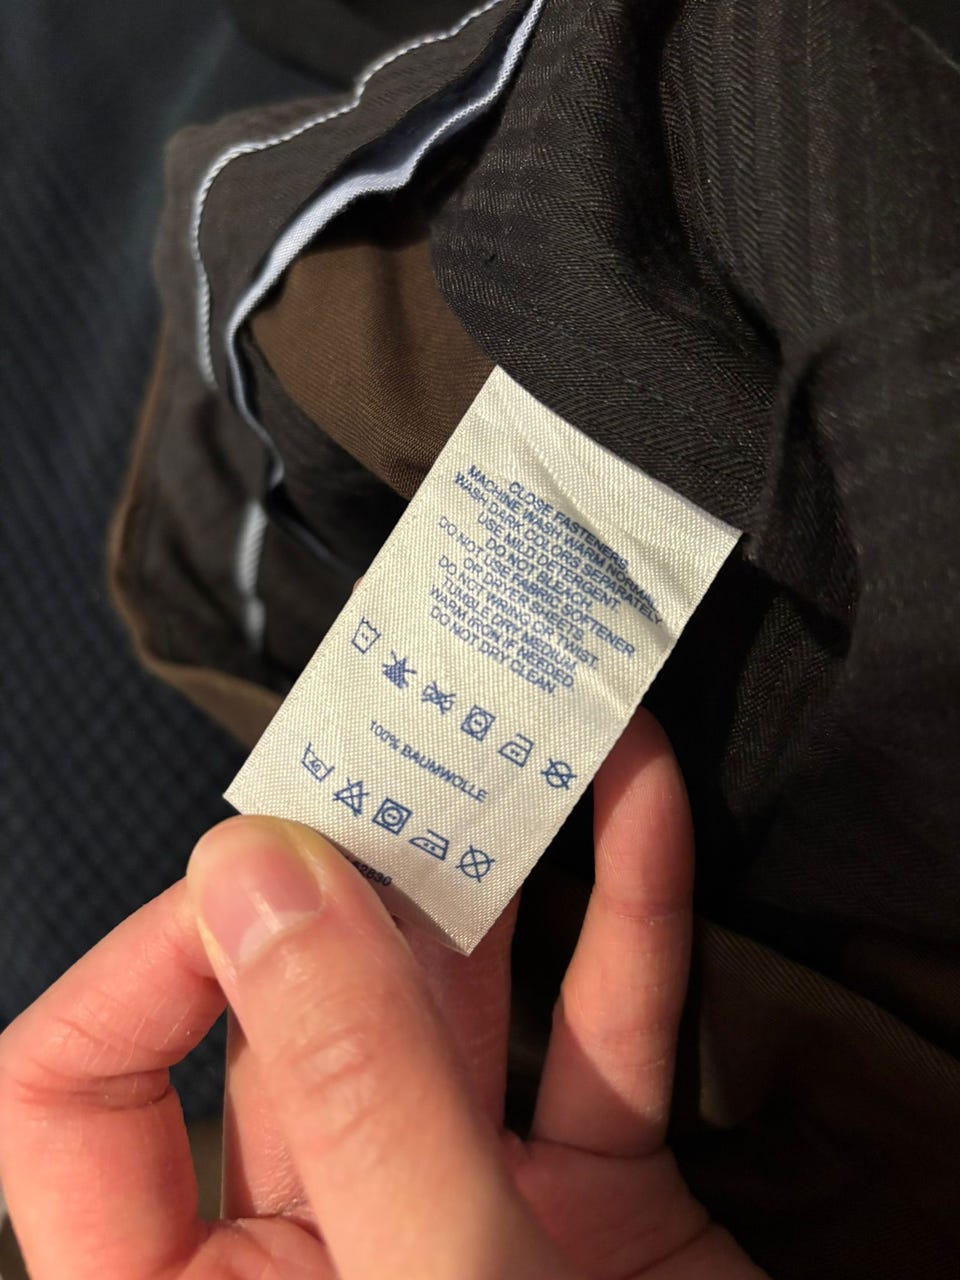 CLOSE FASTENERS.
MACHINE WASH WARM NORMAL.
WASH DARK COLORS SEPARATELY
USE MILD DETERGENT.
DO NOT BLEACH.
DO NOT USE FABRIC SOFTENER
OR DRYER SHEETS.
DO NOT WRING OR TWIST.
TUMBLE DRY MEDIUM.
WARM IRON IF NEEDED.
DO NOT DRY CLEAN.
100% BAUMWOLLE
40